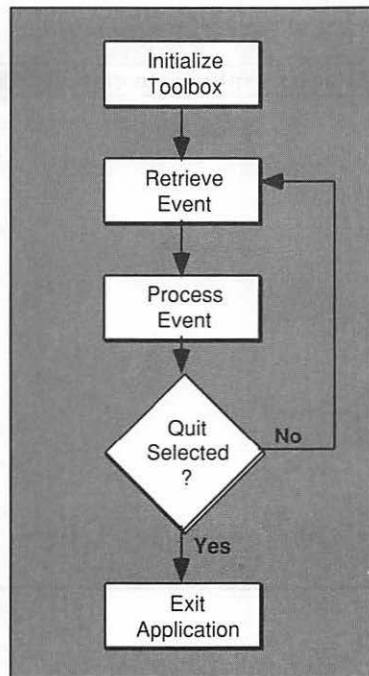 Initialize
Toolbox
Retrieve
Event
Process
Event
Quit
Selected
?
No
Yes
Exit
Application